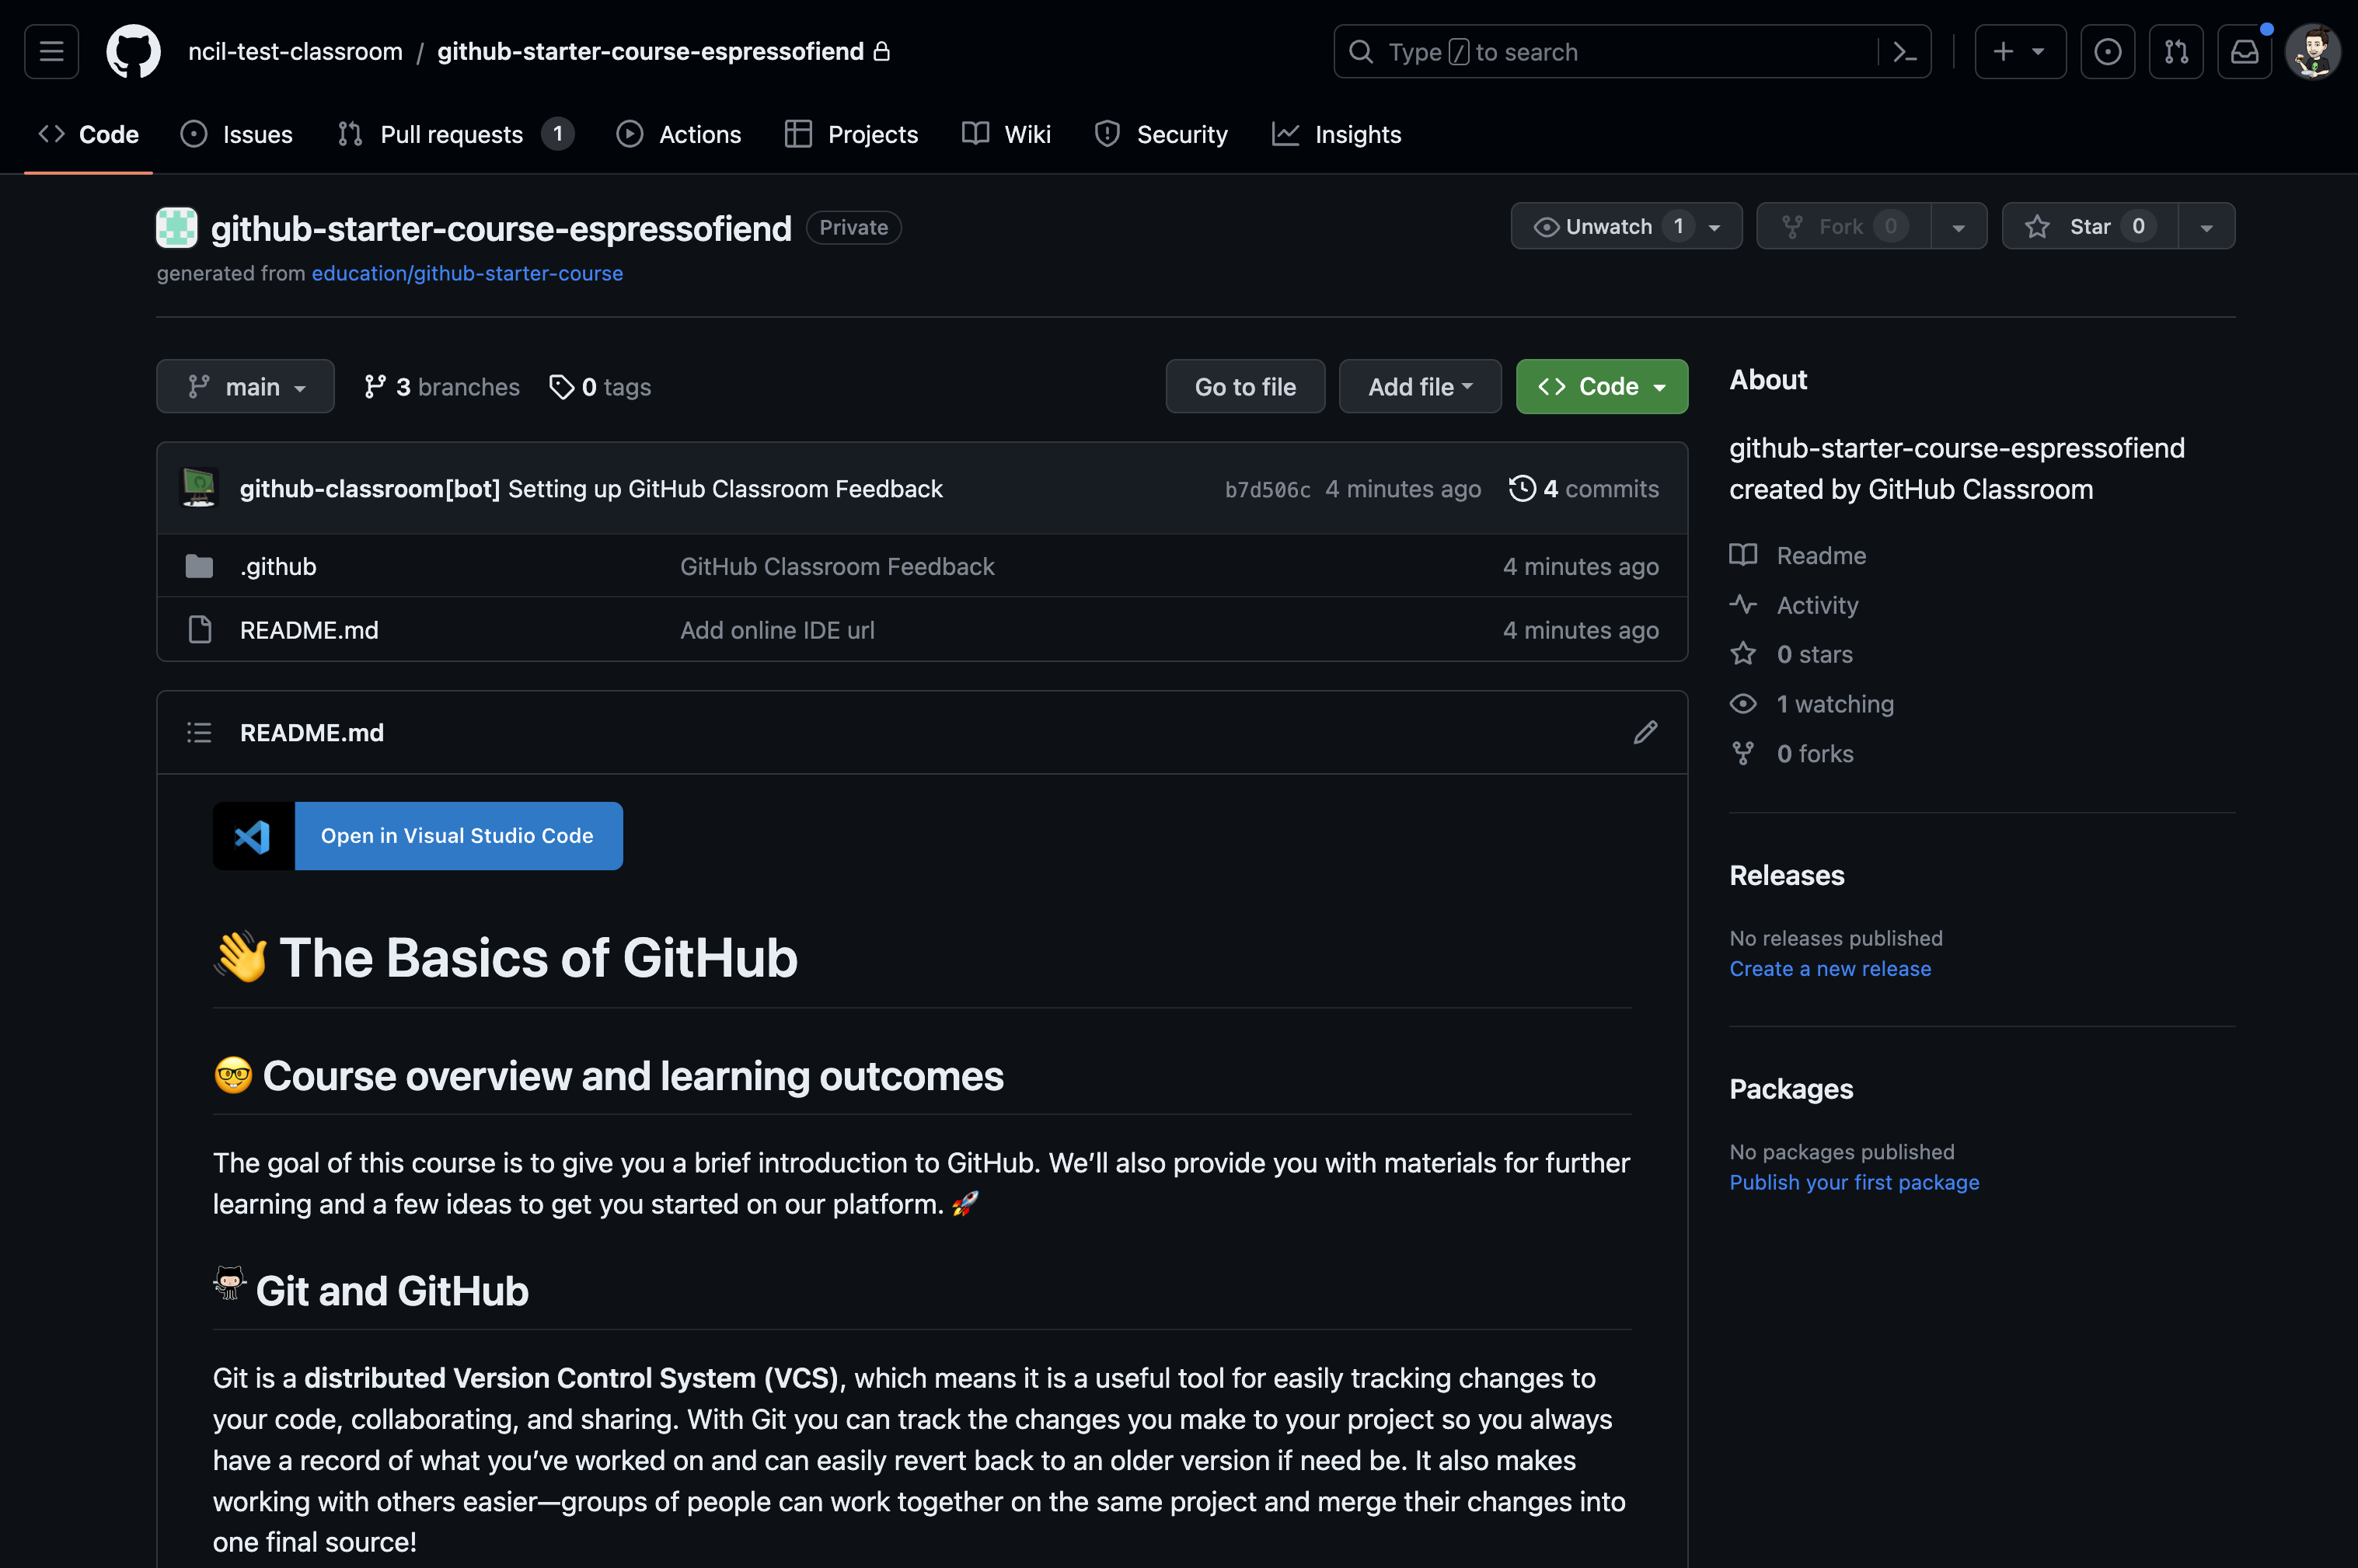 ncil-test-classroom / github-starter-course-espressofiend
Type / to search
Code
Issues
Pull requests 1
Actions
Projects
Wiki
Security
Insights
github-starter-course-espressofiend Private
Unwatch 1
Fork 0
Star 0
generated from education/github-starter-course
main
3 branches
0 tags
Go to file
Add file
Code
github-classroom[bot] Setting up GitHub Classroom Feedback b7d506c 4 minutes ago 4 commits
.github GitHub Classroom Feedback 4 minutes ago
README.md Add online IDE url 4 minutes ago
README.md
Open in Visual Studio Code
👋 The Basics of GitHub
🤓 Course overview and learning outcomes
The goal of this course is to give you a brief introduction to GitHub. We’ll also provide you with materials for further
learning and a few ideas to get you started on our platform. 🚀
Git and GitHub
Git is a distributed Version Control System (VCS), which means it is a useful tool for easily tracking changes to
your code, collaborating, and sharing. With Git you can track the changes you make to your project so you always
have a record of what you’ve worked on and can easily revert back to an older version if need be. It also makes
working with others easier—groups of people can work together on the same project and merge their changes into
one final source!
About
github-starter-course-espressofiend
created by GitHub Classroom
Readme
Activity
0 stars
1 watching
0 forks
Releases
No releases published
Create a new release
Packages
No packages published
Publish your first package